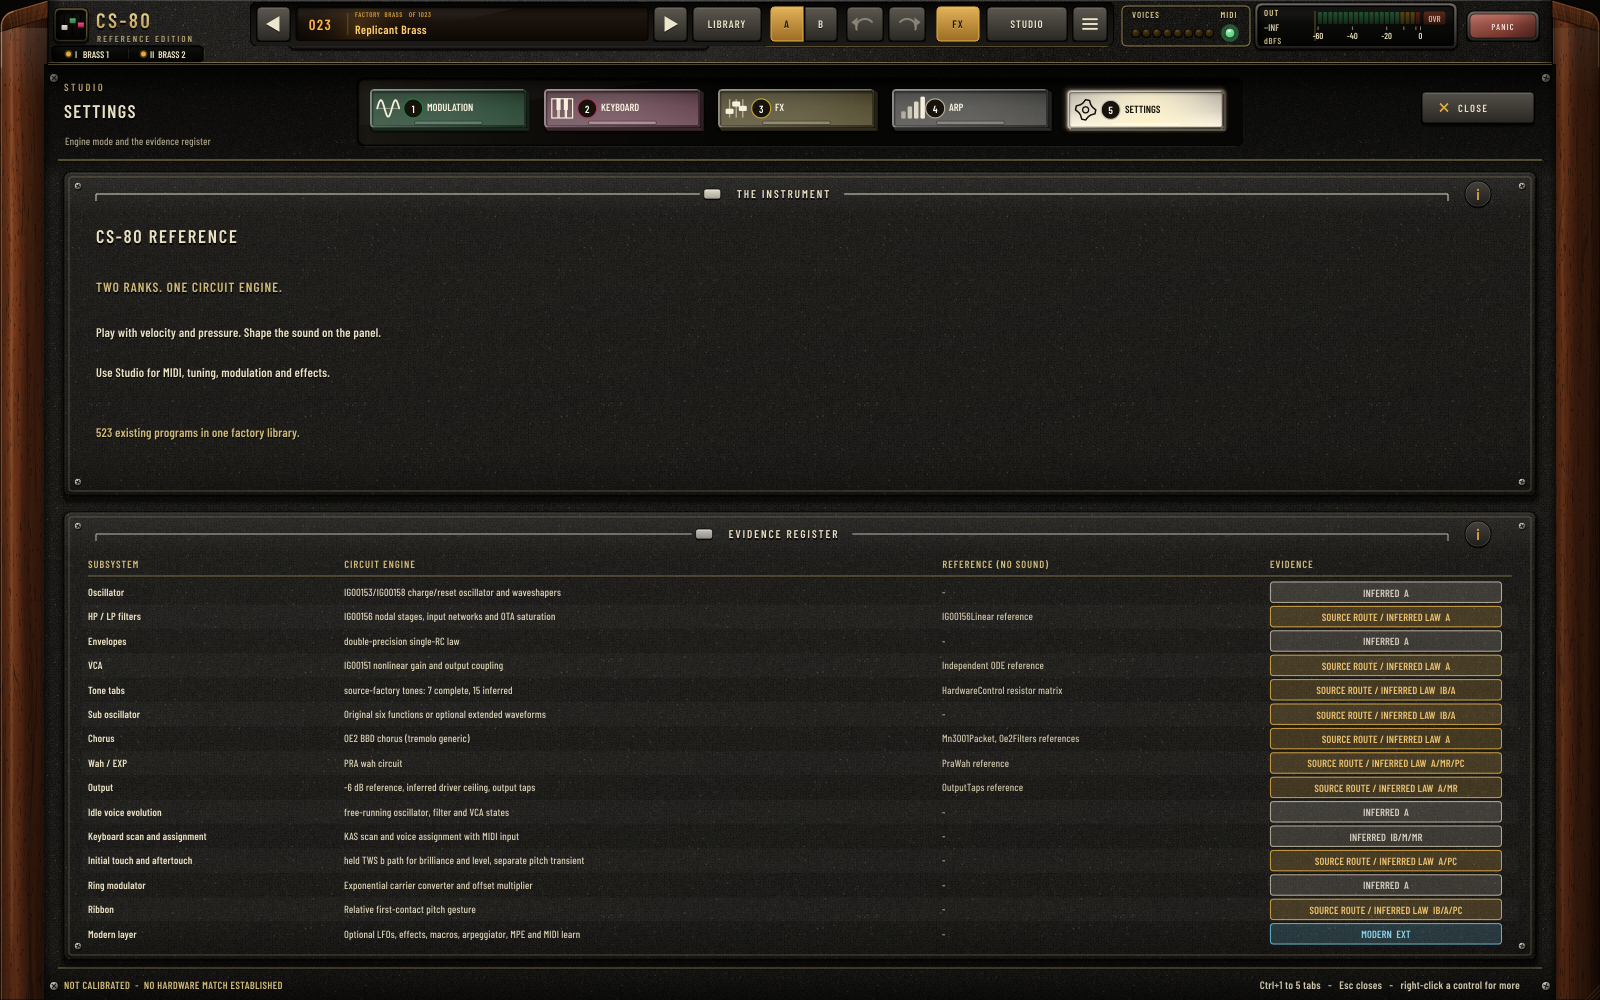 CS-80
REFERENCE EDITION
I BRASS 1
II BRASS 2
023
FACTORY BRASS OF 1023
Replicant Brass
LIBRARY
A
B
FX
STUDIO
VOICES
MIDI
OUT
-INF
dBFS
-60 -40 -20 0
OVR
PANIC
STUDIO
SETTINGS
Engine mode and the evidence register
1 MODULATION
2 KEYBOARD
3 FX
4 ARP
5 SETTINGS
CLOSE
THE INSTRUMENT
i
CS-80 REFERENCE
TWO RANKS. ONE CIRCUIT ENGINE.
Play with velocity and pressure. Shape the sound on the panel.
Use Studio for MIDI, tuning, modulation and effects.
523 existing programs in one factory library.
EVIDENCE REGISTER
i
SUBSYSTEM CIRCUIT ENGINE REFERENCE (NO SOUND) EVIDENCE
Oscillator IG00153/IG00158 charge/reset oscillator and waveshapers - INFERRED A
HP / LP filters IG00156 nodal stages, input networks and OTA saturation IG00156Linear reference SOURCE ROUTE / INFERRED LAW A
Envelopes double-precision single-RC law - INFERRED A
VCA IG00151 nonlinear gain and output coupling Independent ODE reference SOURCE ROUTE / INFERRED LAW A
Tone tabs source-factory tones: 7 complete, 15 inferred HardwareControl resistor matrix SOURCE ROUTE / INFERRED LAW IB/A
Sub oscillator Original six functions or optional extended waveforms - SOURCE ROUTE / INFERRED LAW IB/A
Chorus OE2 BBD chorus (tremolo generic) Mn3001Packet, Oe2Filters references SOURCE ROUTE / INFERRED LAW A
Wah / EXP PRA wah circuit PraWah reference SOURCE ROUTE / INFERRED LAW A/MR/PC
Output -6 dB reference, inferred driver ceiling, output taps OutputTaps reference SOURCE ROUTE / INFERRED LAW A/MR
Idle voice evolution free-running oscillator, filter and VCA states - INFERRED A
Keyboard scan and assignment KAS scan and voice assignment with MIDI input - INFERRED IB/M/MR
Initial touch and aftertouch held TWS b path for brilliance and level, separate pitch transient - SOURCE ROUTE / INFERRED LAW A/PC
Ring modulator Exponential carrier converter and offset multiplier - INFERRED A
Ribbon Relative first-contact pitch gesture - SOURCE ROUTE / INFERRED LAW IB/A/PC
Modern layer Optional LFOs, effects, macros, arpeggiator, MPE and MIDI learn - MODERN EXT
NOT CALIBRATED - NO HARDWARE MATCH ESTABLISHED
Ctrl+1 to 5 tabs - Esc closes - right-click a control for more